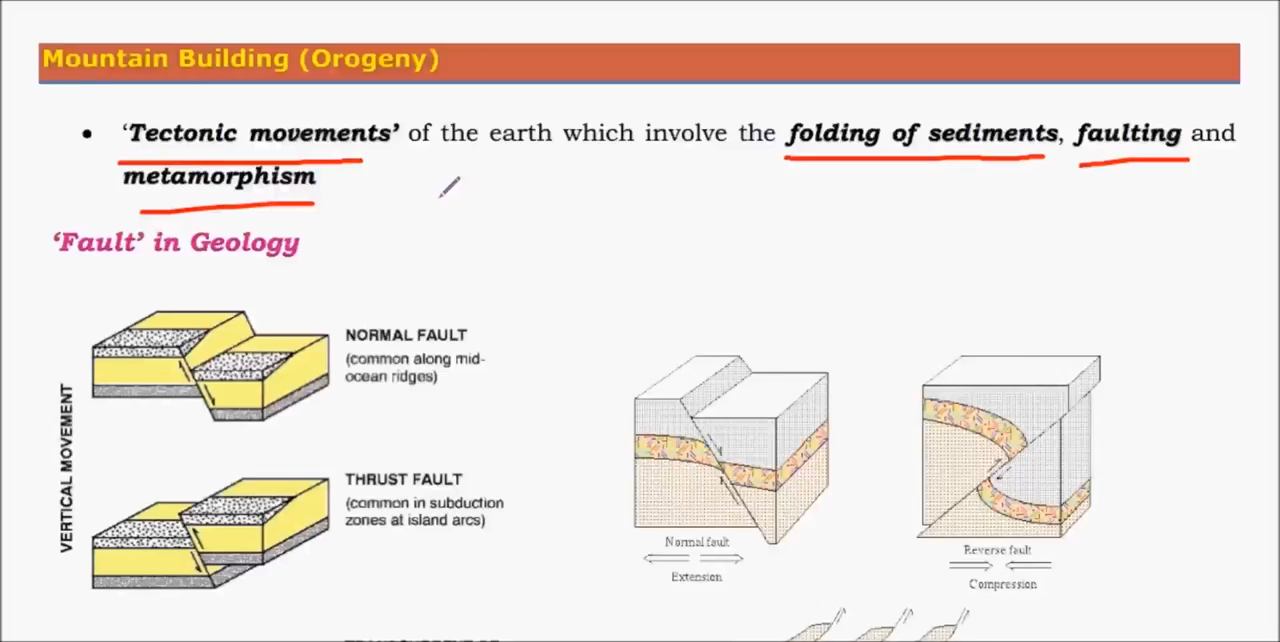 Mountain Building (Orogeny)
• ‘Tectonic movements’ of the earth which involve the folding of sediments, faulting and
metamorphism
‘Fault’ in Geology
VERTICAL MOVEMENT
NORMAL FAULT
(common along mid-
ocean ridges)
THRUST FAULT
(common in subduction
zones at island arcs)
Normal fault
Extension
Reverse fault
Compression